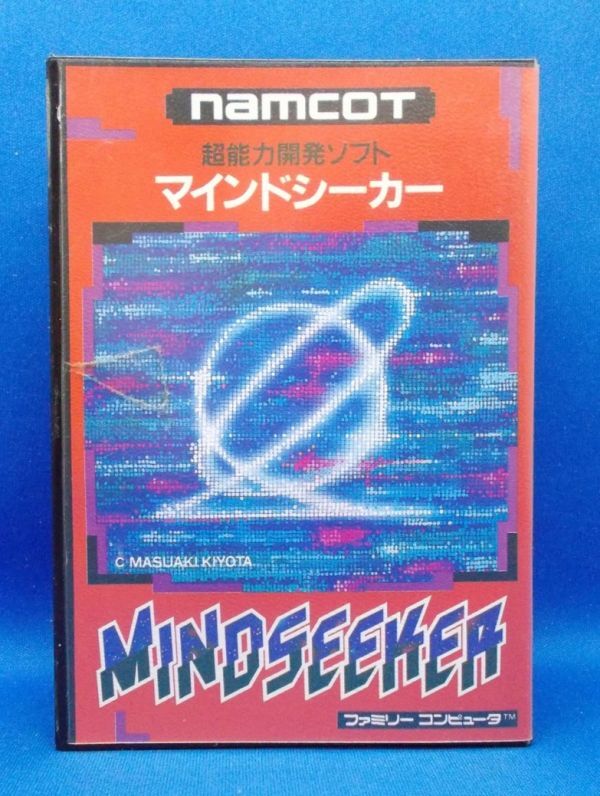 namcoT
超能力開発ソフト
マインドシーカー
C MASUAKI KIYOTA
MINDSEEKER
ファミリー コンピュータ™